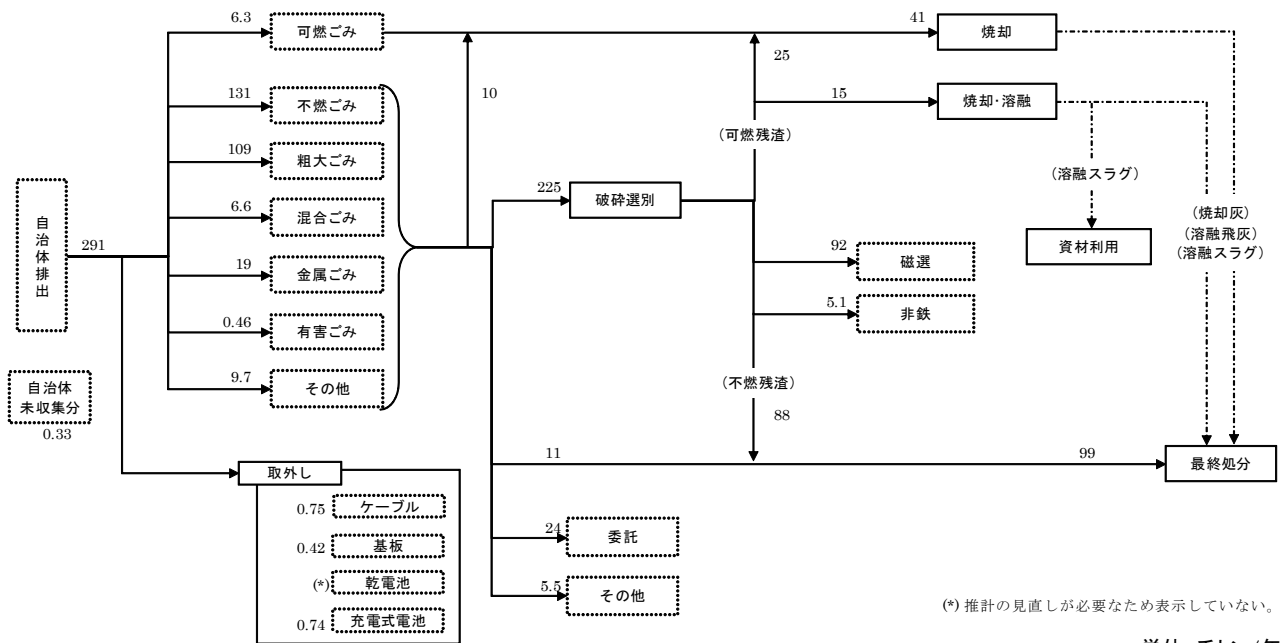 6.3
可燃ごみ
41
焼却
25
131
不燃ごみ
10
15
焼却･溶融
(可燃残渣)
109
粗大ごみ
(溶融スラグ)
225
破砕選別
自治体排出
291
6.6
混合ごみ
(焼却灰)
(溶融飛灰)
(溶融スラグ)
資材利用
92
磁選
19
金属ごみ
5.1
非鉄
0.46
有害ごみ
(不燃残渣)
9.7
その他
自治体
未収集分
0.33
88
11
99
最終処分
取外し
0.75
ケーブル
24
委託
0.42
基板
(*)
乾電池
5.5
その他
(*) 推計の見直しが必要なため表示していない。
0.74
充電式電池